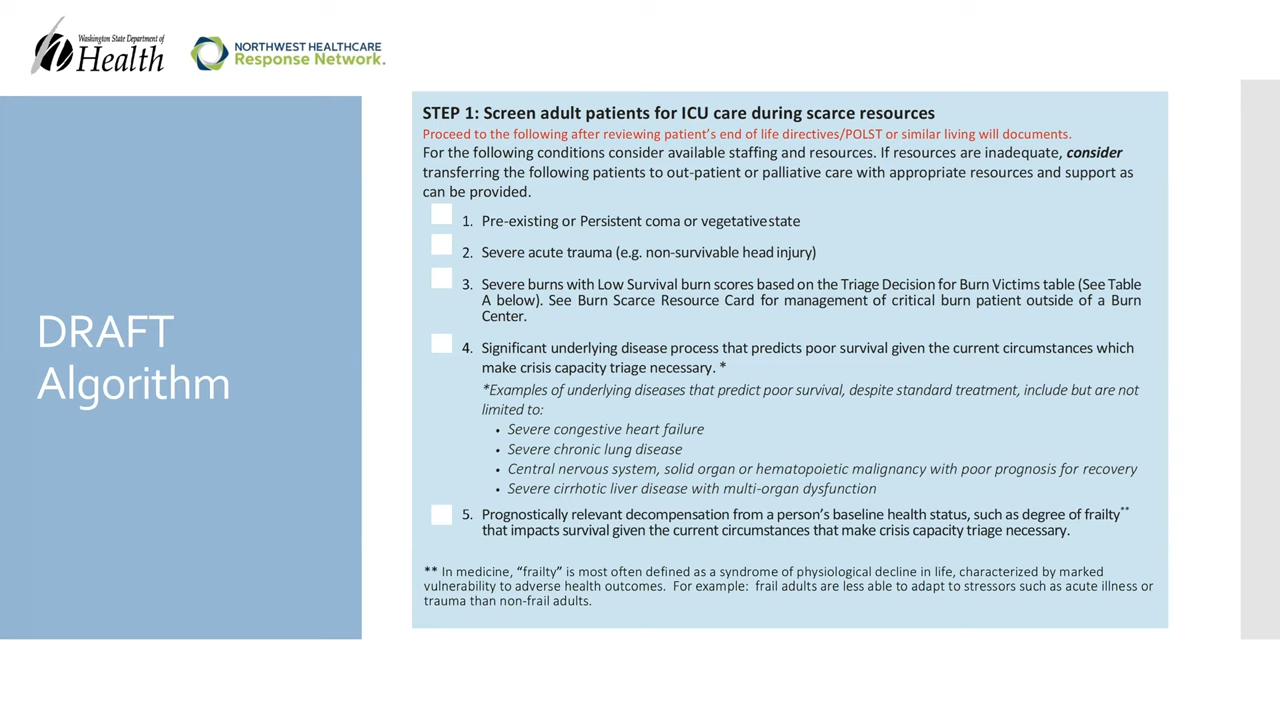 Washington State Department of
Health
NORTHWEST HEALTHCARE
Response Network.
DRAFT
Algorithm
STEP 1: Screen adult patients for ICU care during scarce resources
Proceed to the following after reviewing patient's end of life directives/POLST or similar living will documents.
For the following conditions consider available staffing and resources. If resources are inadequate, consider
transferring the following patients to out-patient or palliative care with appropriate resources and support as
can be provided.
1. Pre-existing or Persistent coma or vegetative state
2. Severe acute trauma (e.g. non-survivable head injury)
3. Severe burns with Low Survival burn scores based on the Triage Decision for Burn Victims table (See Table
A below). See Burn Scarce Resource Card for management of critical burn patient outside of a Burn
Center.
4. Significant underlying disease process that predicts poor survival given the current circumstances which
make crisis capacity triage necessary. *
*Examples of underlying diseases that predict poor survival, despite standard treatment, include but are not
limited to:
• Severe congestive heart failure
• Severe chronic lung disease
• Central nervous system, solid organ or hematopoietic malignancy with poor prognosis for recovery
• Severe cirrhotic liver disease with multi-organ dysfunction
5. Prognostically relevant decompensation from a person's baseline health status, such as degree of frailty**
that impacts survival given the current circumstances that make crisis capacity triage necessary.
** In medicine, “frailty” is most often defined as a syndrome of physiological decline in life, characterized by marked
vulnerability to adverse health outcomes. For example: frail adults are less able to adapt to stressors such as acute illness or
trauma than non-frail adults.